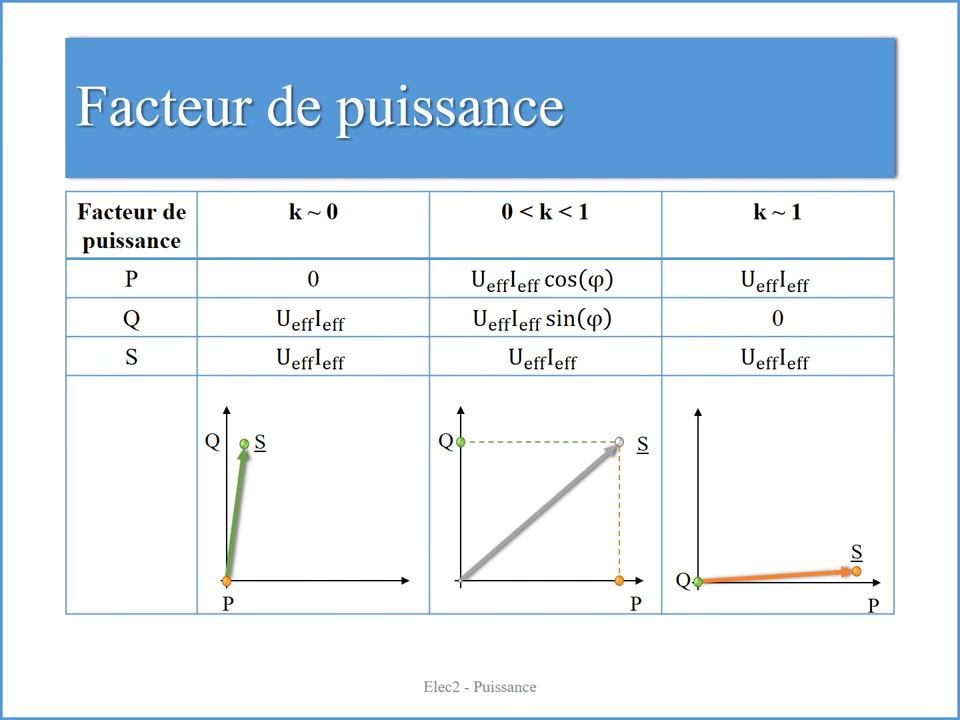 Facteur de puissance
Facteur de puissance k ~ 0 0 < k < 1 k ~ 1
P 0 UeffIeff cos(φ) UeffIeff
Q UeffIeff UeffIeff sin(φ) 0
S UeffIeff UeffIeff UeffIeff
Q S
P
Q S
P
S
Q
P
Elec2 - Puissance